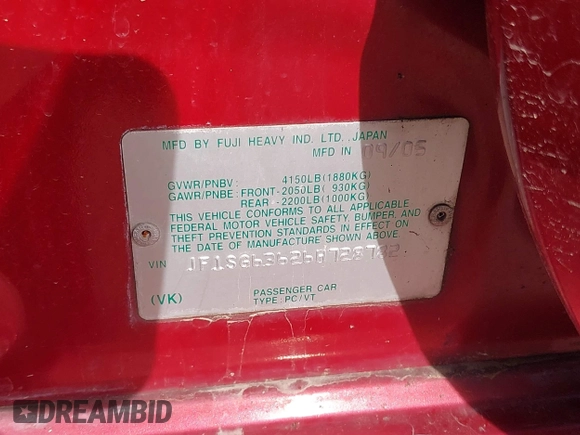 MFD BY FUJI HEAVY IND. LTD. JAPAN
MFD IN 09/05
GVWR/PNBV: 4150LB(1880KG)
GAWR/PNBE: FRONT-2050LB( 930KG)
REAR -2200LB(1000KG)
THIS VEHICLE CONFORMS TO ALL APPLICABLE
FEDERAL MOTOR VEHICLE SAFETY, BUMPER, AND
THEFT PREVENTION STANDARDS IN EFFECT ON
THE DATE OF MANUFACTURE SHOWN ABOVE.
VIN
(VK)
PASSENGER CAR
TYPE:PC/VT
DREAMBID